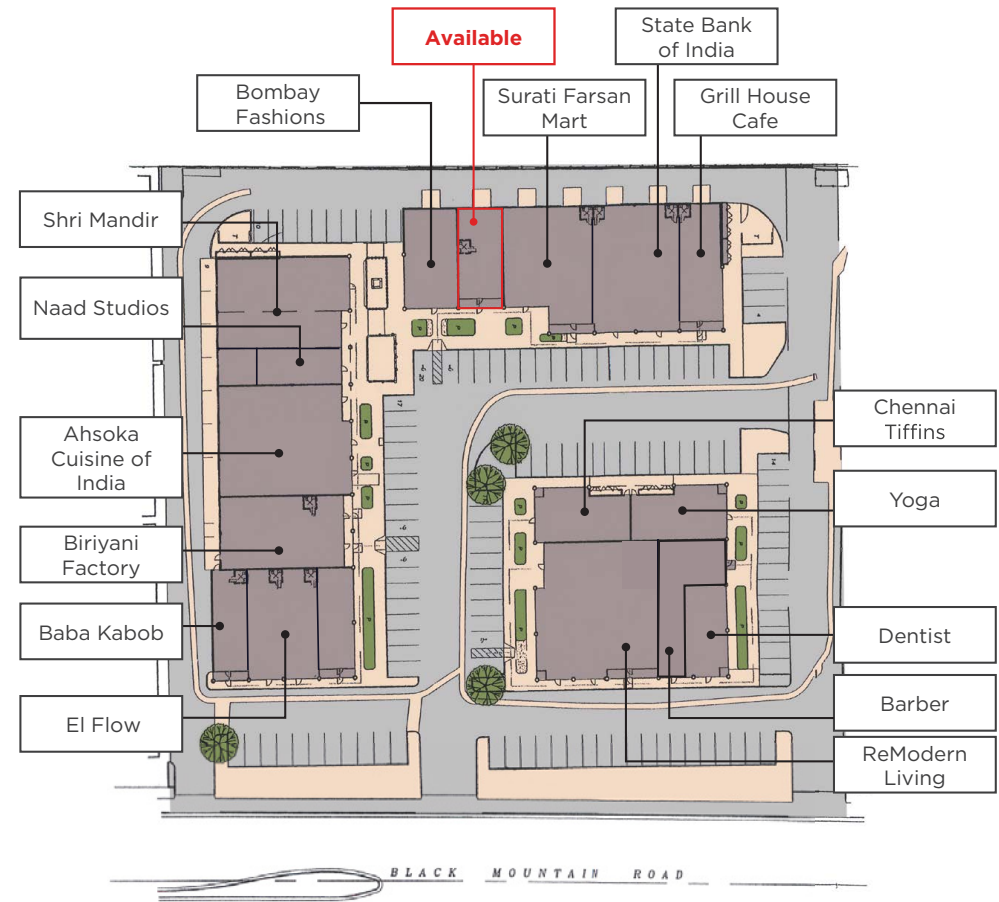 Available
State Bank
of India
Bombay
Fashions
Surati Farsan
Mart
Grill House
Cafe
Shri Mandir
Naad Studios
Ahsoka
Cuisine of
India
Biriyani
Factory
Baba Kabob
El Flow
Chennai
Tiffins
Yoga
Dentist
Barber
ReModern
Living
BLACK MOUNTAIN ROAD